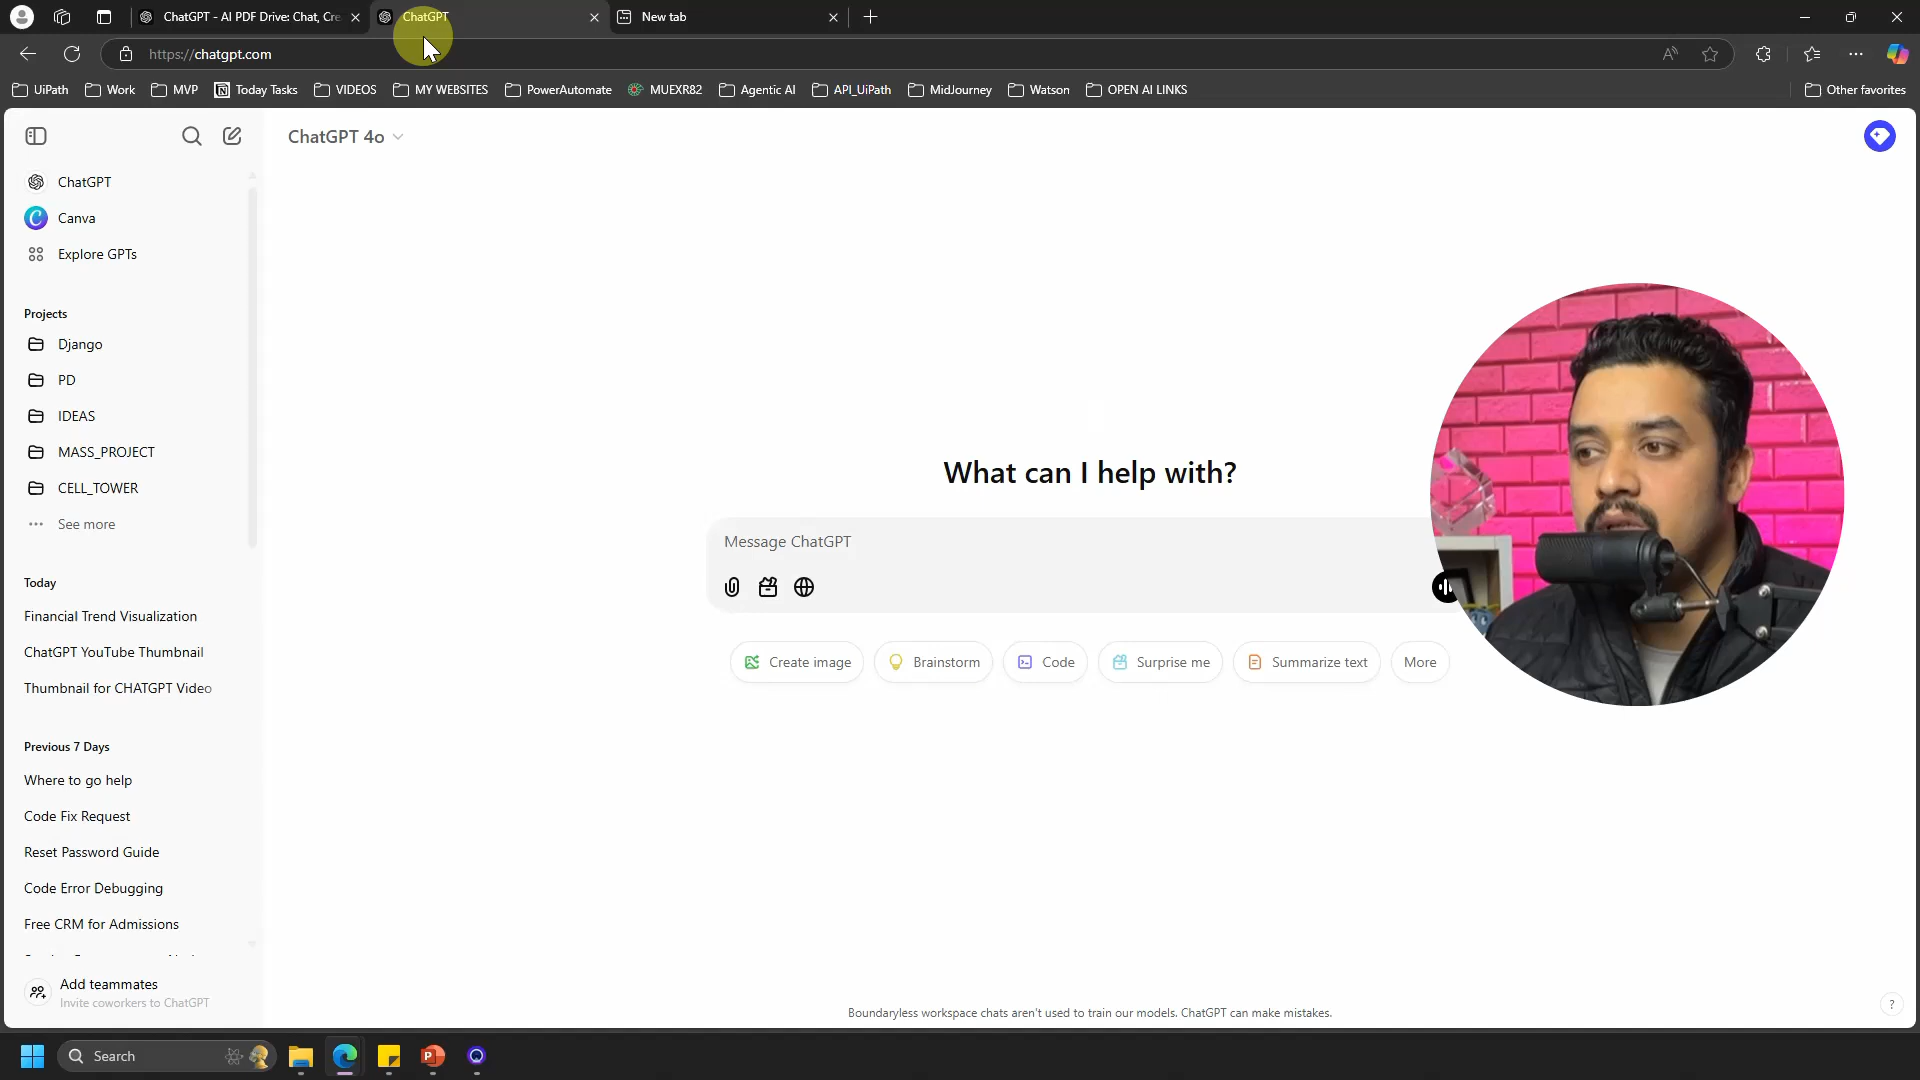 ChatGPT - AI PDF Drive: Chat, Cre
ChatGPT
New tab
https://chatgpt.com
UiPath
Work
MVP
Today Tasks
VIDEOS
MY WEBSITES
PowerAutomate
MUEXR82
Agentic AI
API_UiPath
MidJourney
Watson
OPEN AI LINKS
Other favorites
ChatGPT 4o
ChatGPT
Canva
Explore GPTs
Projects
Django
PD
IDEAS
MASS_PROJECT
CELL_TOWER
See more
Today
Financial Trend Visualization
ChatGPT YouTube Thumbnail
Thumbnail for CHATGPT Video
Previous 7 Days
Where to go help
Code Fix Request
Reset Password Guide
Code Error Debugging
Free CRM for Admissions
Add teammates
Invite coworkers to ChatGPT
What can I help with?
Message ChatGPT
Create image
Brainstorm
Code
Surprise me
Summarize text
More
Boundaryless workspace chats aren't used to train our models. ChatGPT can make mistakes.
?
Search